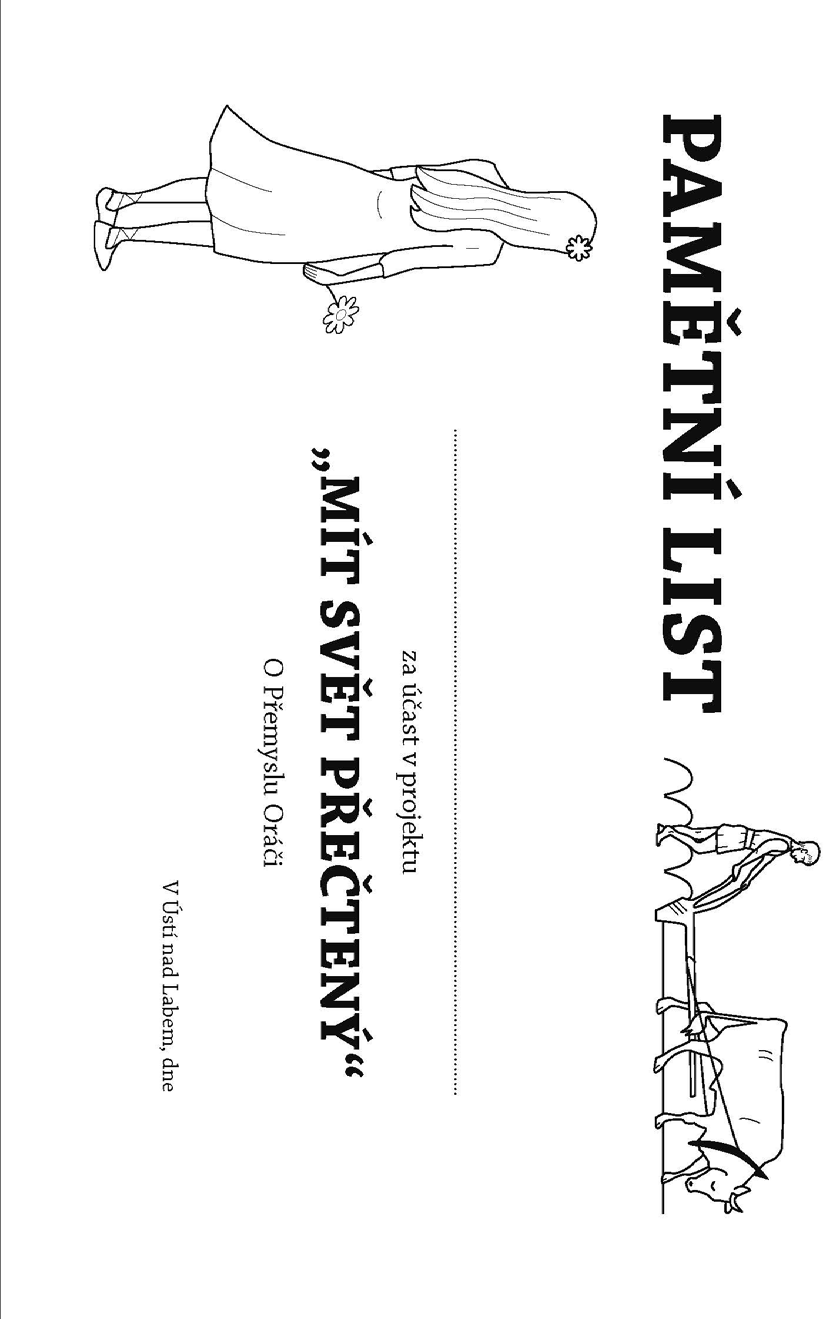 PAMĚTNÍ LIST
za účast v projektu
„MÍT SVĚT PŘEČTENÝ“
O Přemyslu Oráči
V Ústí nad Labem, dne